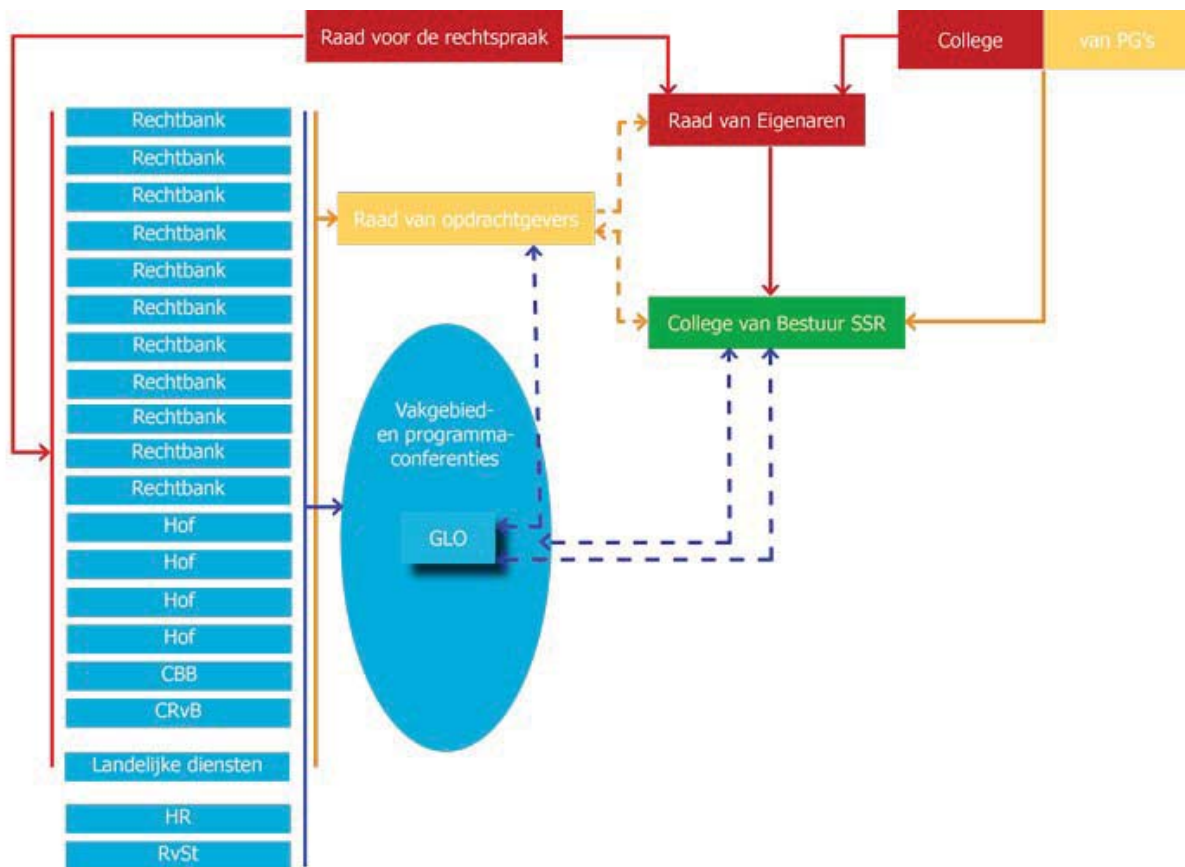 Raad voor de rechtspraak
College
van PG's
Raad van Eigenaren
Raad van opdrachtgevers
College van Bestuur SSR
Rechtbank
Rechtbank
Rechtbank
Rechtbank
Rechtbank
Rechtbank
Rechtbank
Rechtbank
Rechtbank
Rechtbank
Rechtbank
Hof
Hof
Hof
Hof
CBB
CRvB
Landelijke diensten
HR
RvSt
Vakgebied-
en programma-
conferenties
GLO